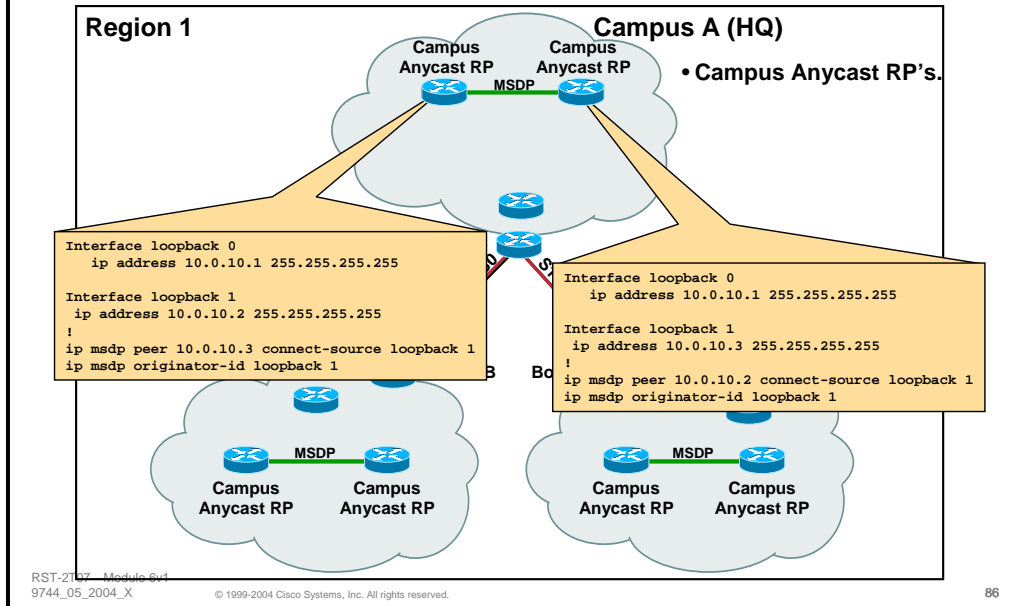 Region 1
Campus A (HQ)
Campus
Anycast RP
Campus
Anycast RP
• Campus Anycast RP's.
MSDP
Interface loopback 0
ip address 10.0.10.1 255.255.255.255
Interface loopback 1
ip address 10.0.10.2 255.255.255.255
!
ip msdp peer 10.0.10.3 connect-source loopback 1
ip msdp originator-id loopback 1
Interface loopback 0
ip address 10.0.10.1 255.255.255.255
Interface loopback 1
ip address 10.0.10.3 255.255.255.255
!
ip msdp peer 10.0.10.2 connect-source loopback 1
ip msdp originator-id loopback 1
B
MSDP
Campus
Anycast RP
Campus
Anycast RP
MSDP
Campus
Anycast RP
Campus
Anycast RP
RST-2T07 Module 6v1
9744_05_2004_X
© 1999-2004 Cisco Systems, Inc. All rights reserved.
86